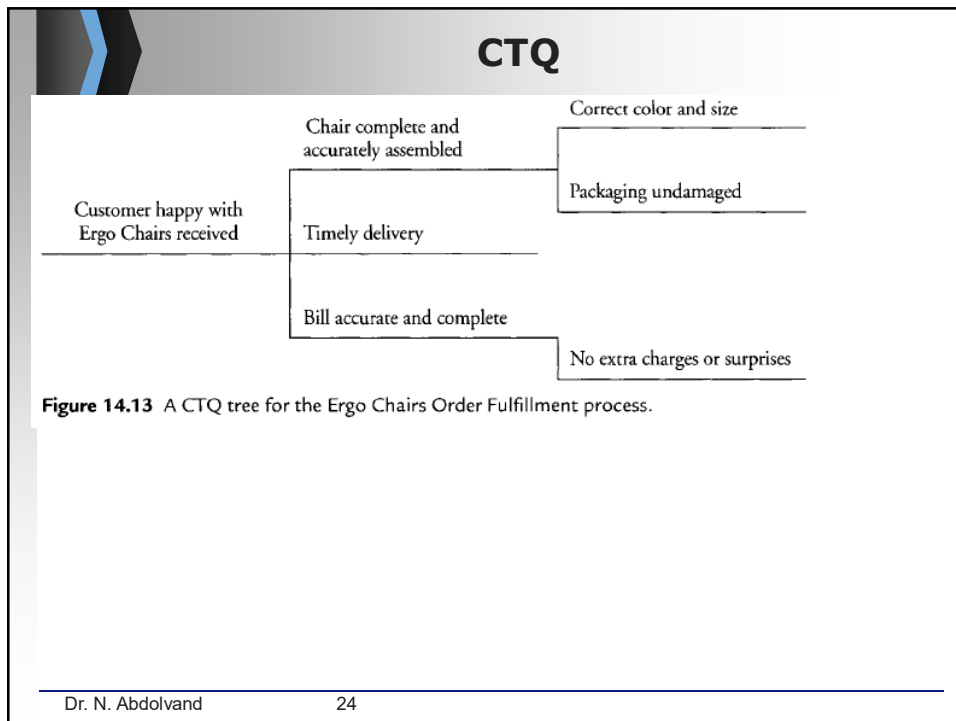 CTQ
Correct color and size
Chair complete and
accurately assembled
Packaging undamaged
Customer happy with
Ergo Chairs received
Timely delivery
Bill accurate and complete
No extra charges or surprises
Figure 14.13 A CTQ tree for the Ergo Chairs Order Fulfillment process.
Dr. N. Abdolvand 24